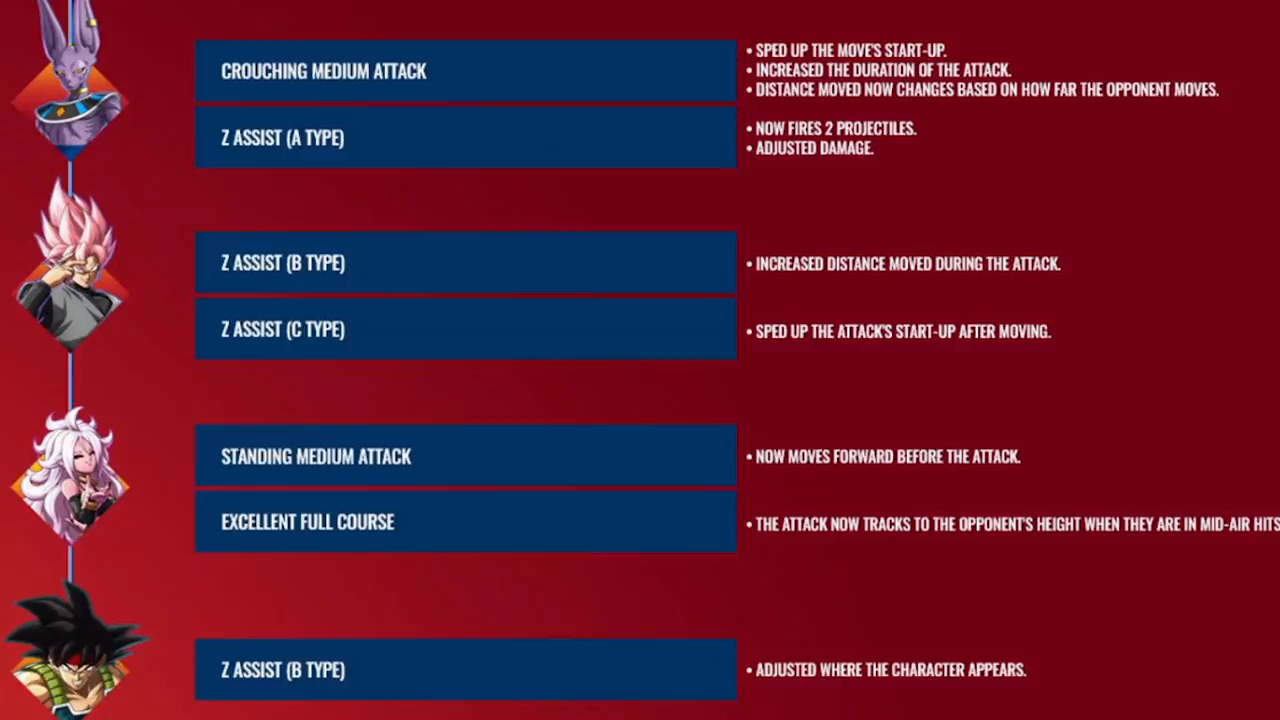 CROUCHING MEDIUM ATTACK
• SPED UP THE MOVE'S START-UP.
• INCREASED THE DURATION OF THE ATTACK.
• DISTANCE MOVED NOW CHANGES BASED ON HOW FAR THE OPPONENT MOVES.
Z ASSIST (A TYPE)
• NOW FIRES 2 PROJECTILES.
• ADJUSTED DAMAGE.
Z ASSIST (B TYPE)
• INCREASED DISTANCE MOVED DURING THE ATTACK.
Z ASSIST (C TYPE)
• SPED UP THE ATTACK'S START-UP AFTER MOVING.
STANDING MEDIUM ATTACK
• NOW MOVES FORWARD BEFORE THE ATTACK.
EXCELLENT FULL COURSE
• THE ATTACK NOW TRACKS TO THE OPPONENT'S HEIGHT WHEN THEY ARE IN MID-AIR HITS
Z ASSIST (B TYPE)
• ADJUSTED WHERE THE CHARACTER APPEARS.